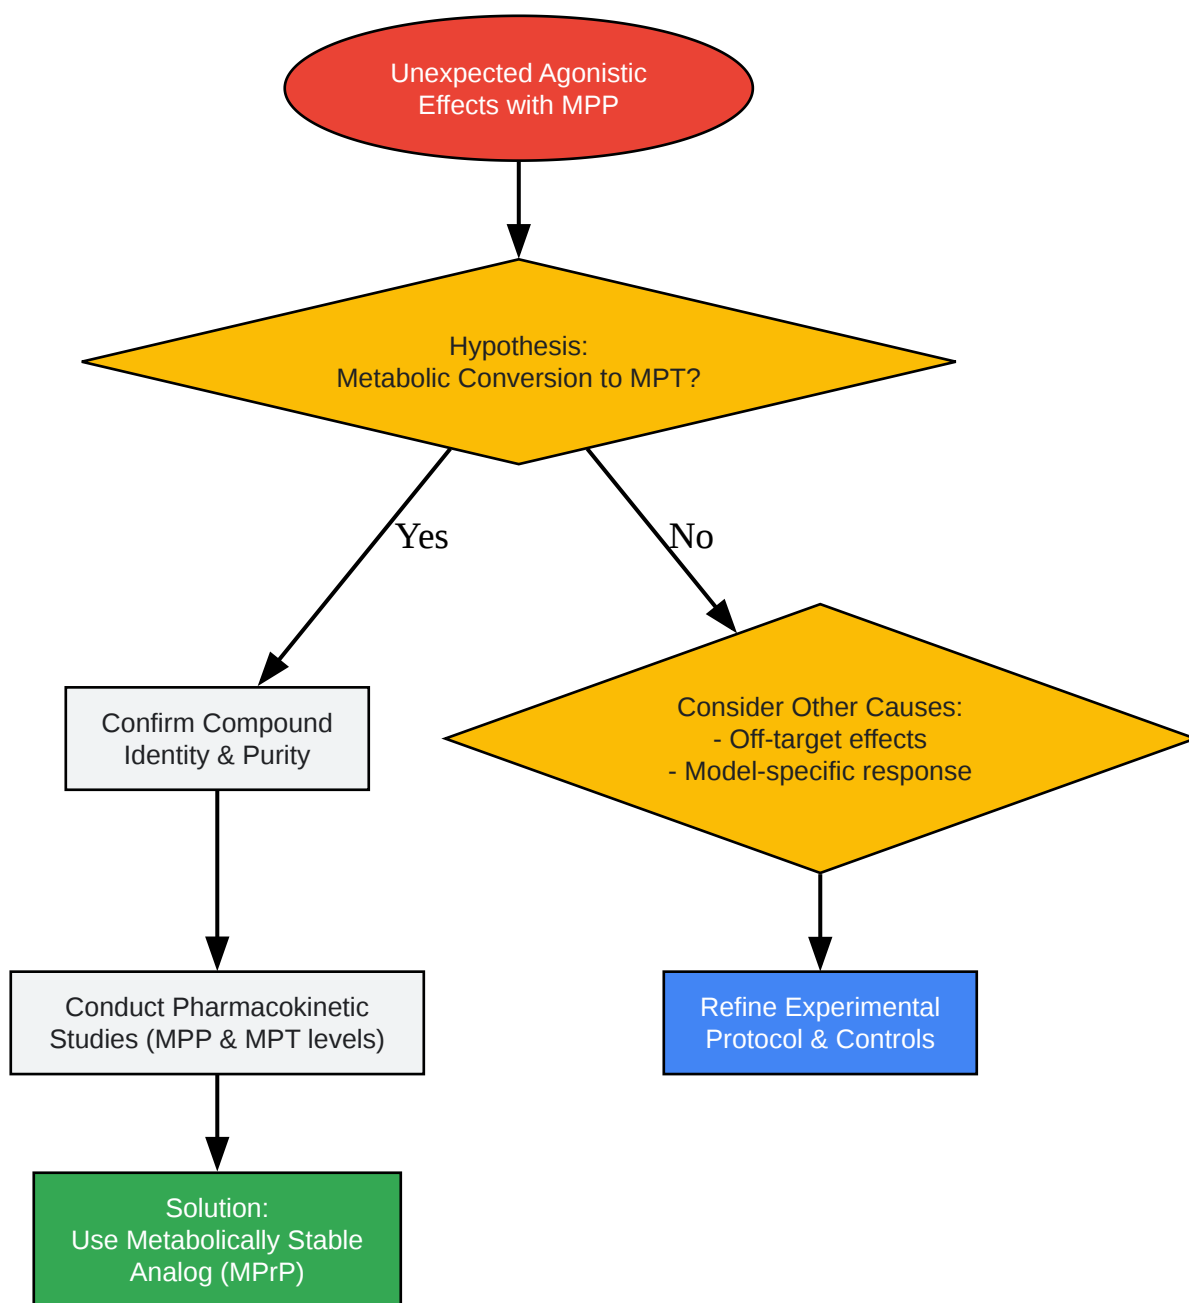 Unexpected Agonistic
Effects with MPP
Hypothesis:
Metabolic Conversion to MPT?
Yes
No
Confirm Compound
Identity & Purity
Consider Other Causes:
- Off-target effects
- Model-specific response
Conduct Pharmacokinetic
Studies (MPP & MPT levels)
Refine Experimental
Protocol & Controls
Solution:
Use Metabolically Stable
Analog (MPrP)